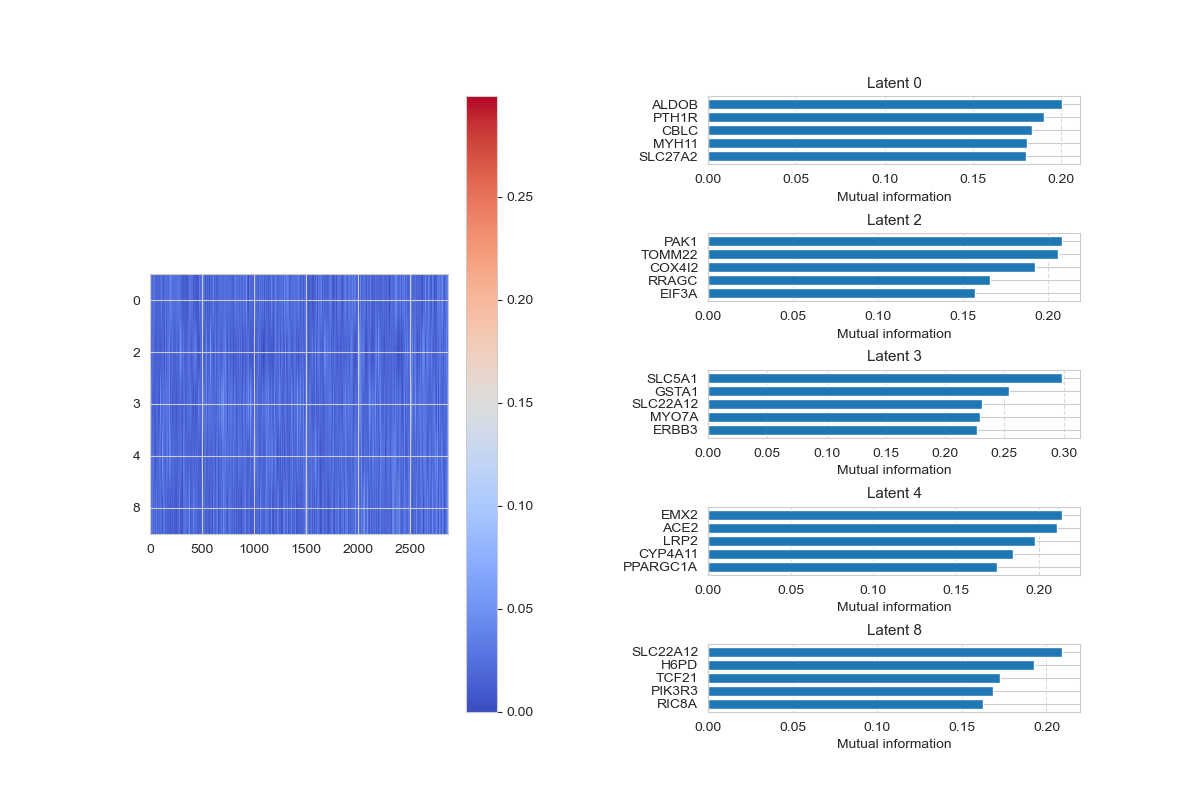 0
2
3
4
8
0 500 1000 1500 2000 2500
0.25
0.20
0.15
0.10
0.05
0.00
Latent 0
ALDOB
PTH1R
CBLC
MYH11
SLC27A2
0.00 0.05 0.10 0.15 0.20
Mutual information
Latent 2
PAK1
TOMM22
COX4I2
RRAGC
EIF3A
0.00 0.05 0.10 0.15 0.20
Mutual information
Latent 3
SLC5A1
GSTA1
SLC22A12
MYO7A
ERBB3
0.00 0.05 0.10 0.15 0.20 0.25 0.30
Mutual information
Latent 4
EMX2
ACE2
LRP2
CYP4A11
PPARGC1A
0.00 0.05 0.10 0.15 0.20
Mutual information
Latent 8
SLC22A12
H6PD
TCF21
PIK3R3
RIC8A
0.00 0.05 0.10 0.15 0.20
Mutual information